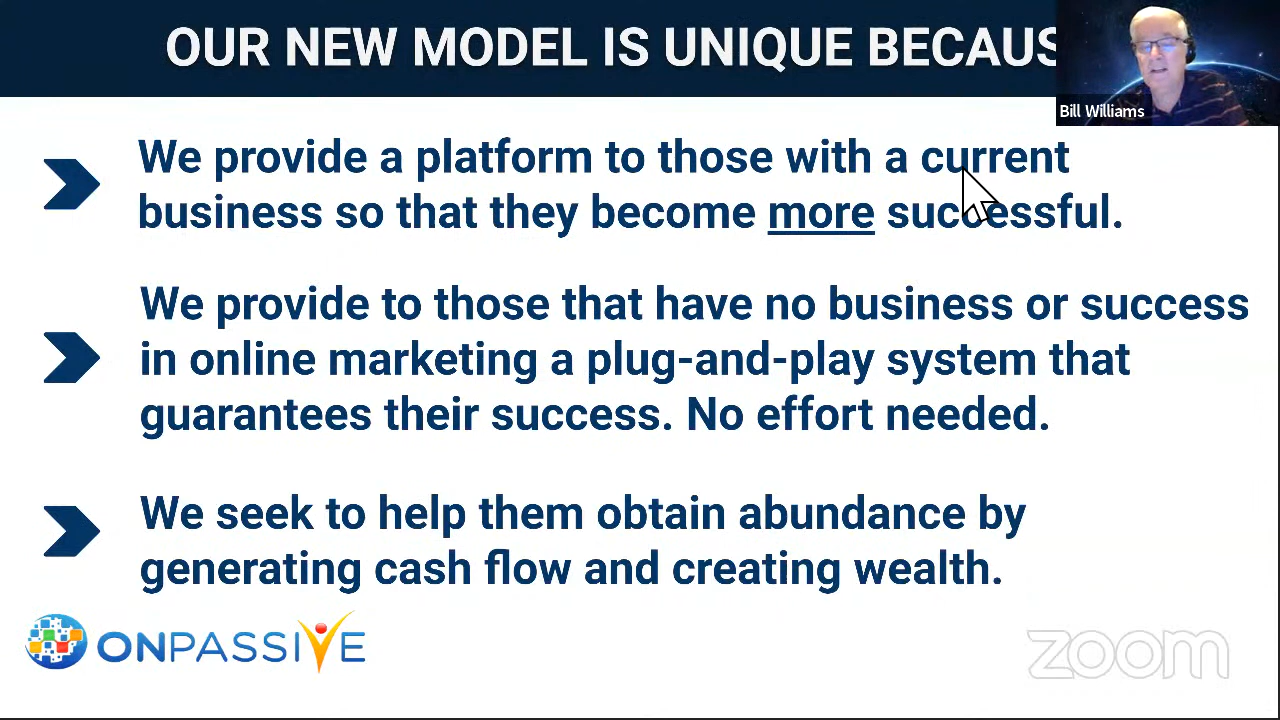 OUR NEW MODEL IS UNIQUE BECAUS
Bill Williams
We provide a platform to those with a current
business so that they become more successful.
We provide to those that have no business or success
in online marketing a plug-and-play system that
guarantees their success. No effort needed.
We seek to help them obtain abundance by
generating cash flow and creating wealth.
ONPASSIVE
zoom